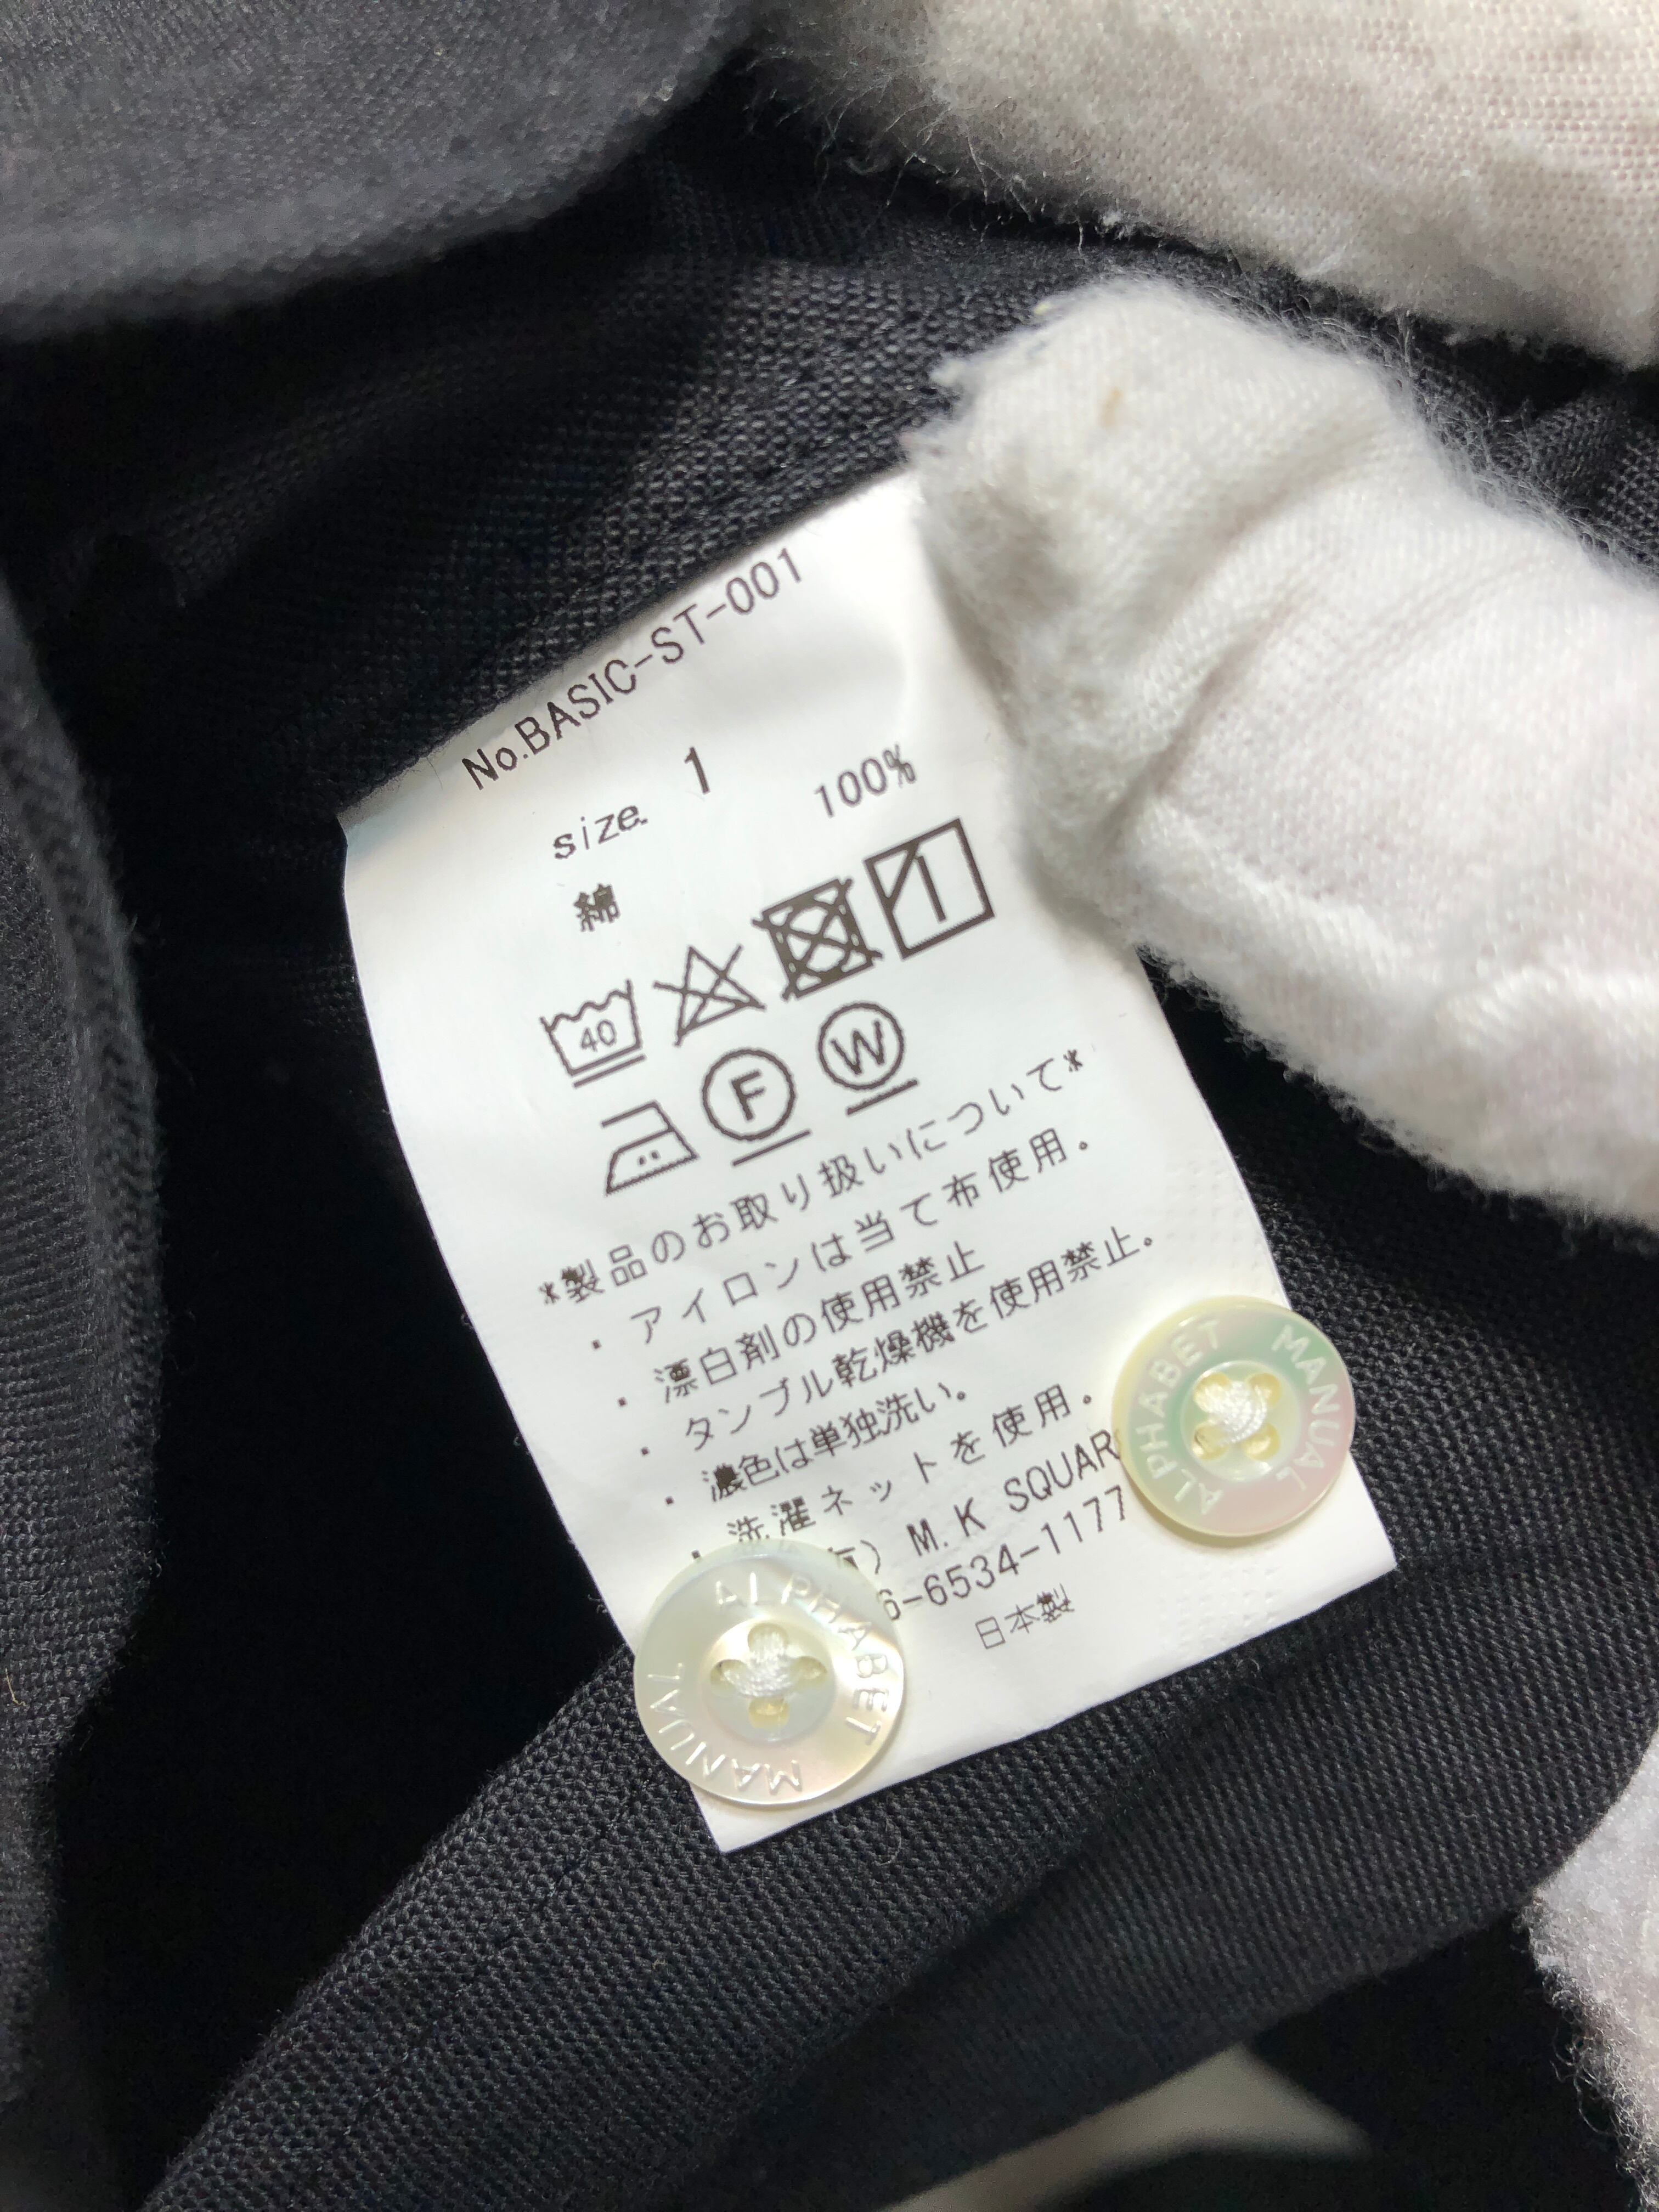 No.BASIC-ST-001
size. 1
綿 100%
40
F W
*製品のお取り扱いについて*
・アイロンは当て布使用。
・漂白剤の使用禁止
・タンブル乾燥機を使用禁止.
・濃色は単独洗い。
・洗濯ネットを使用。
) M.K SQUAR
6-6534-1177
日本製
ALPHABET MANUAL
ALPHABET MANUAL